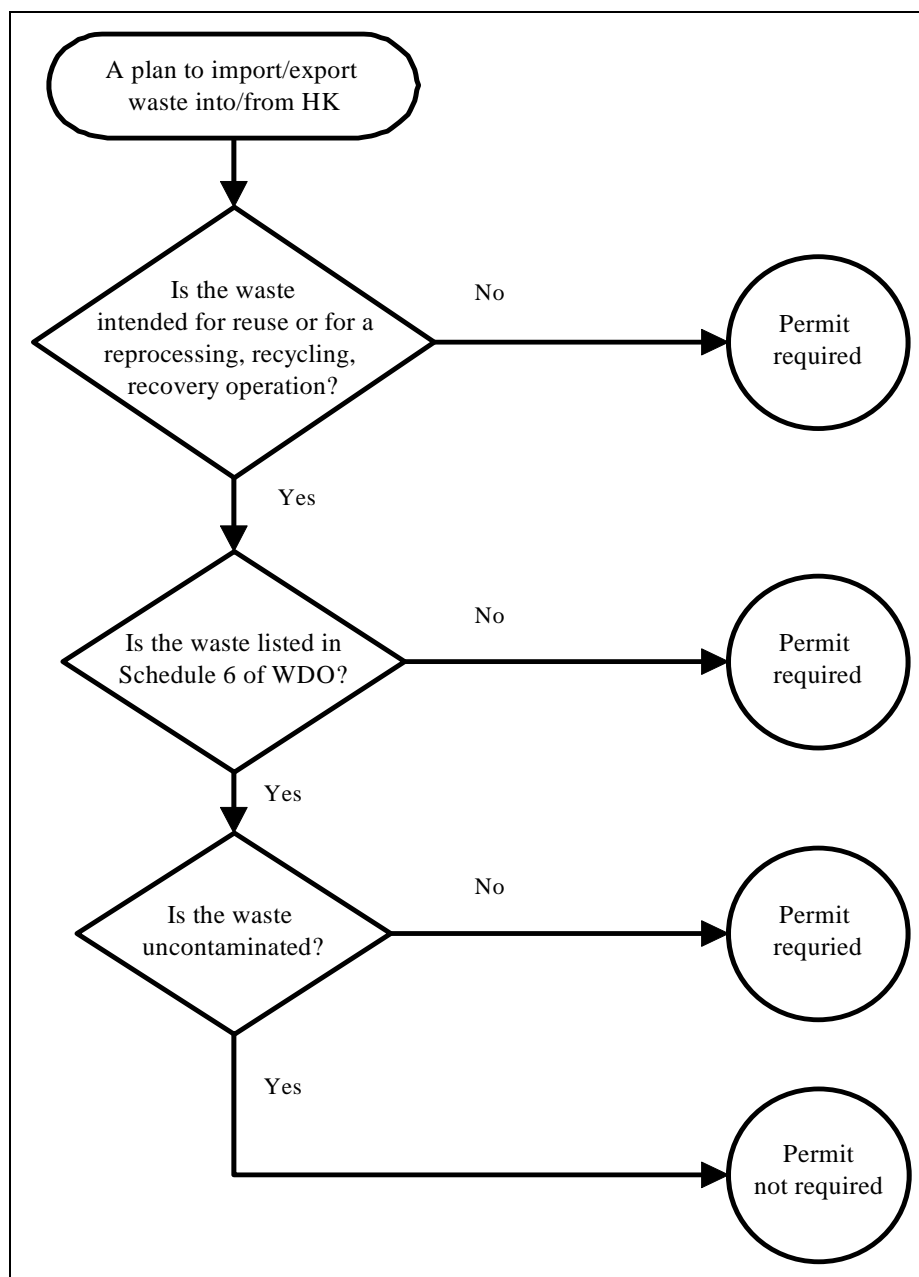 A plan to import/export
waste into/from HK
Is the waste
intended for reuse or for a
reprocessing, recycling,
recovery operation?
No
Permit
required
Yes
Is the waste listed in
Schedule 6 of WDO?
No
Permit
required
Yes
Is the waste
uncontaminated?
No
Permit
requried
Yes
Permit
not required